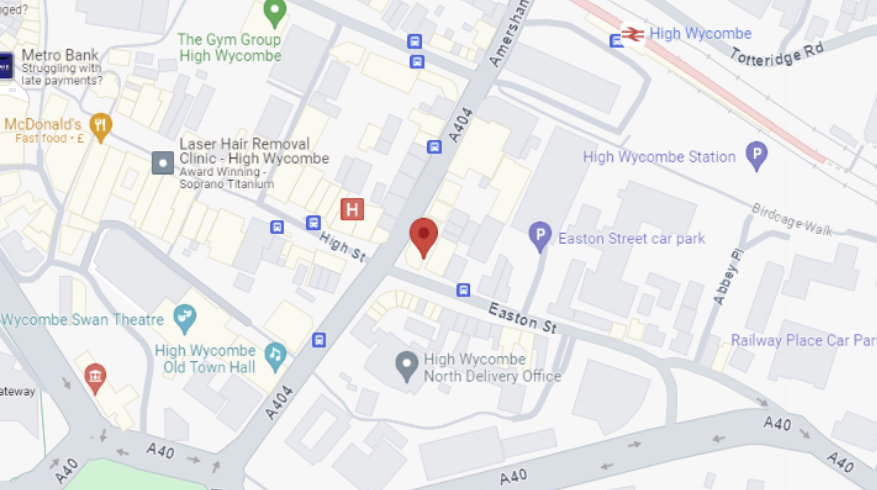 nged?
Metro Bank
Struggling with
late payments?
The Gym Group
High Wycombe
Amersham
High Wycombe
Totteridge Rd
McDonald's
Fast food • £
A404
Laser Hair Removal
Clinic - High Wycombe
Award Winning -
Soprano Titanium
High Wycombe Station
P
H
High St
P
Easton Street car park
Birdcage Walk
Abbey Pl
Wycombe Swan Theatre
Easton St
High Wycombe
Old Town Hall
Railway Place Car Par
High Wycombe
North Delivery Office
ateway
A404
A40
A40
A40
A40
A40